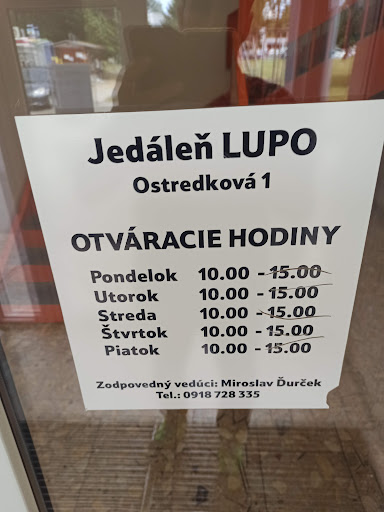 Jedáleň LUPO
Ostredková 1
OTVÁRACIE HODINY
Pondelok 10.00 - 15.00
Utorok 10.00 - 15.00
Streda 10.00 - 15.00
Štvrtok 10.00 - 15.00
Piatok 10.00 - 15.00
Zodpovedný vedúci: Miroslav Ďurček
Tel.: 0918 728 335